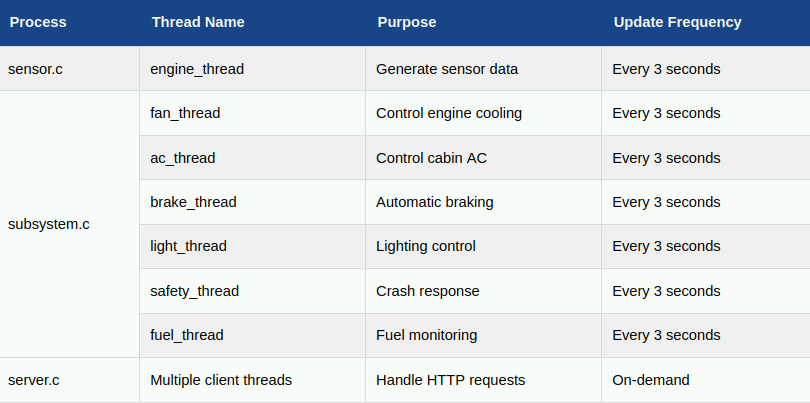 Process Thread Name Purpose Update Frequency
sensor.c engine_thread Generate sensor data Every 3 seconds
fan_thread Control engine cooling Every 3 seconds
ac_thread Control cabin AC Every 3 seconds
brake_thread Automatic braking Every 3 seconds
subsystem.c
light_thread Lighting control Every 3 seconds
safety_thread Crash response Every 3 seconds
fuel_thread Fuel monitoring Every 3 seconds
server.c Multiple client threads Handle HTTP requests On-demand